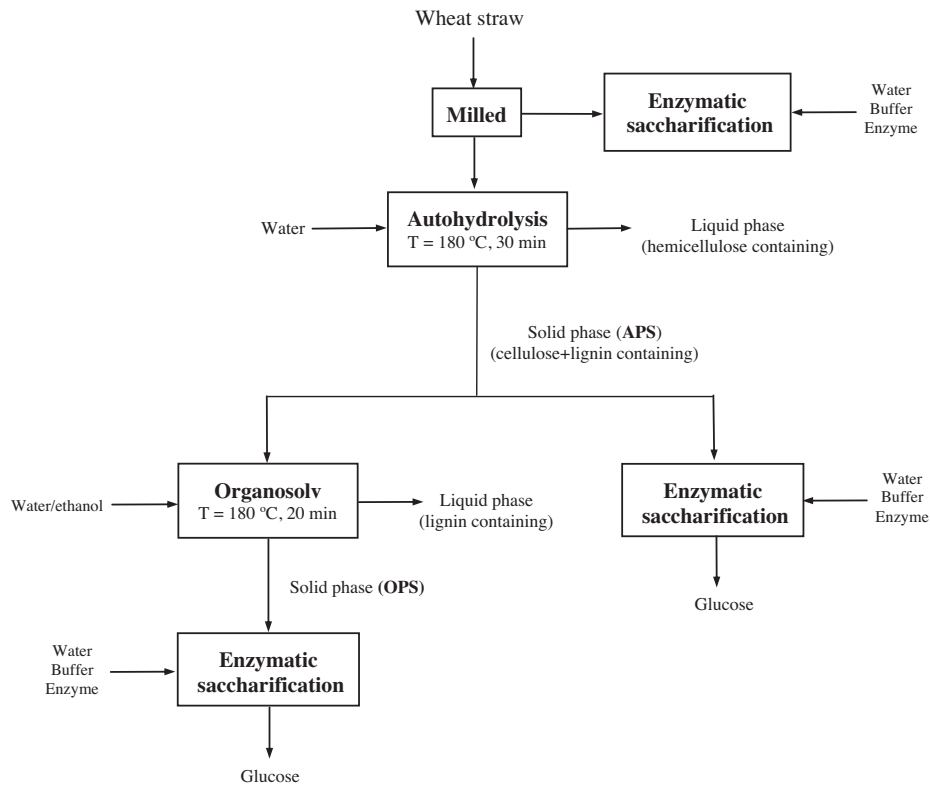 Wheat straw
Milled
Enzymatic
saccharification
Water
Buffer
Enzyme
Water
Autohydrolysis
T = 180 ºC, 30 min
Liquid phase
(hemicellulose containing)
Solid phase (APS)
(cellulose+lignin containing)
Water/ethanol
Organosolv
T = 180 ºC, 20 min
Liquid phase
(lignin containing)
Enzymatic
saccharification
Water
Buffer
Enzyme
Solid phase (OPS)
Glucose
Water
Buffer
Enzyme
Enzymatic
saccharification
Glucose